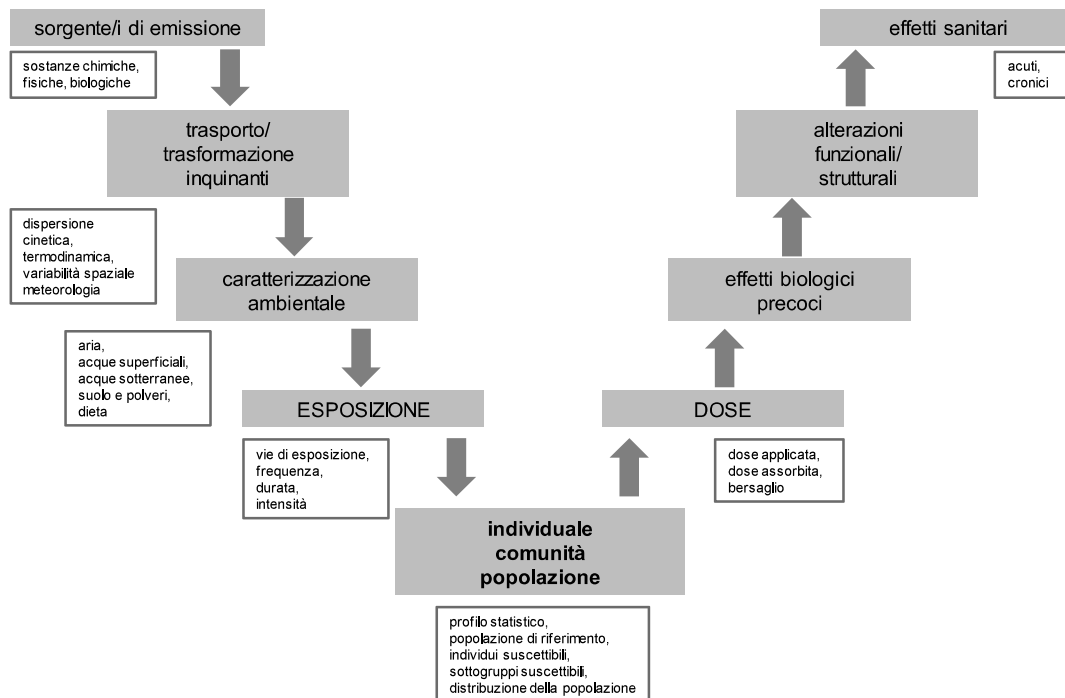 sorgente/i di emissione
sostanze chimiche,
fisiche, biologiche
trasporto/
trasformazione
inquinanti
dispersione
cinetica,
termodinamica,
variabilità spaziale
meteorologia
caratterizzazione
ambientale
aria,
acque superficiali,
acque sotterranee,
suolo e polveri,
dieta
ESPOSIZIONE
vie di esposizione,
frequenza,
durata,
intensità
individuale
comunità
popolazione
profilo statistico,
popolazione di riferimento,
individui suscettibili,
sottogruppi suscettibili,
distribuzione della popolazione
DOSE
dose applicata,
dose assorbita,
bersaglio
effetti biologici
precoci
alterazioni
funzionali/
strutturali
effetti sanitari
acuti,
cronici